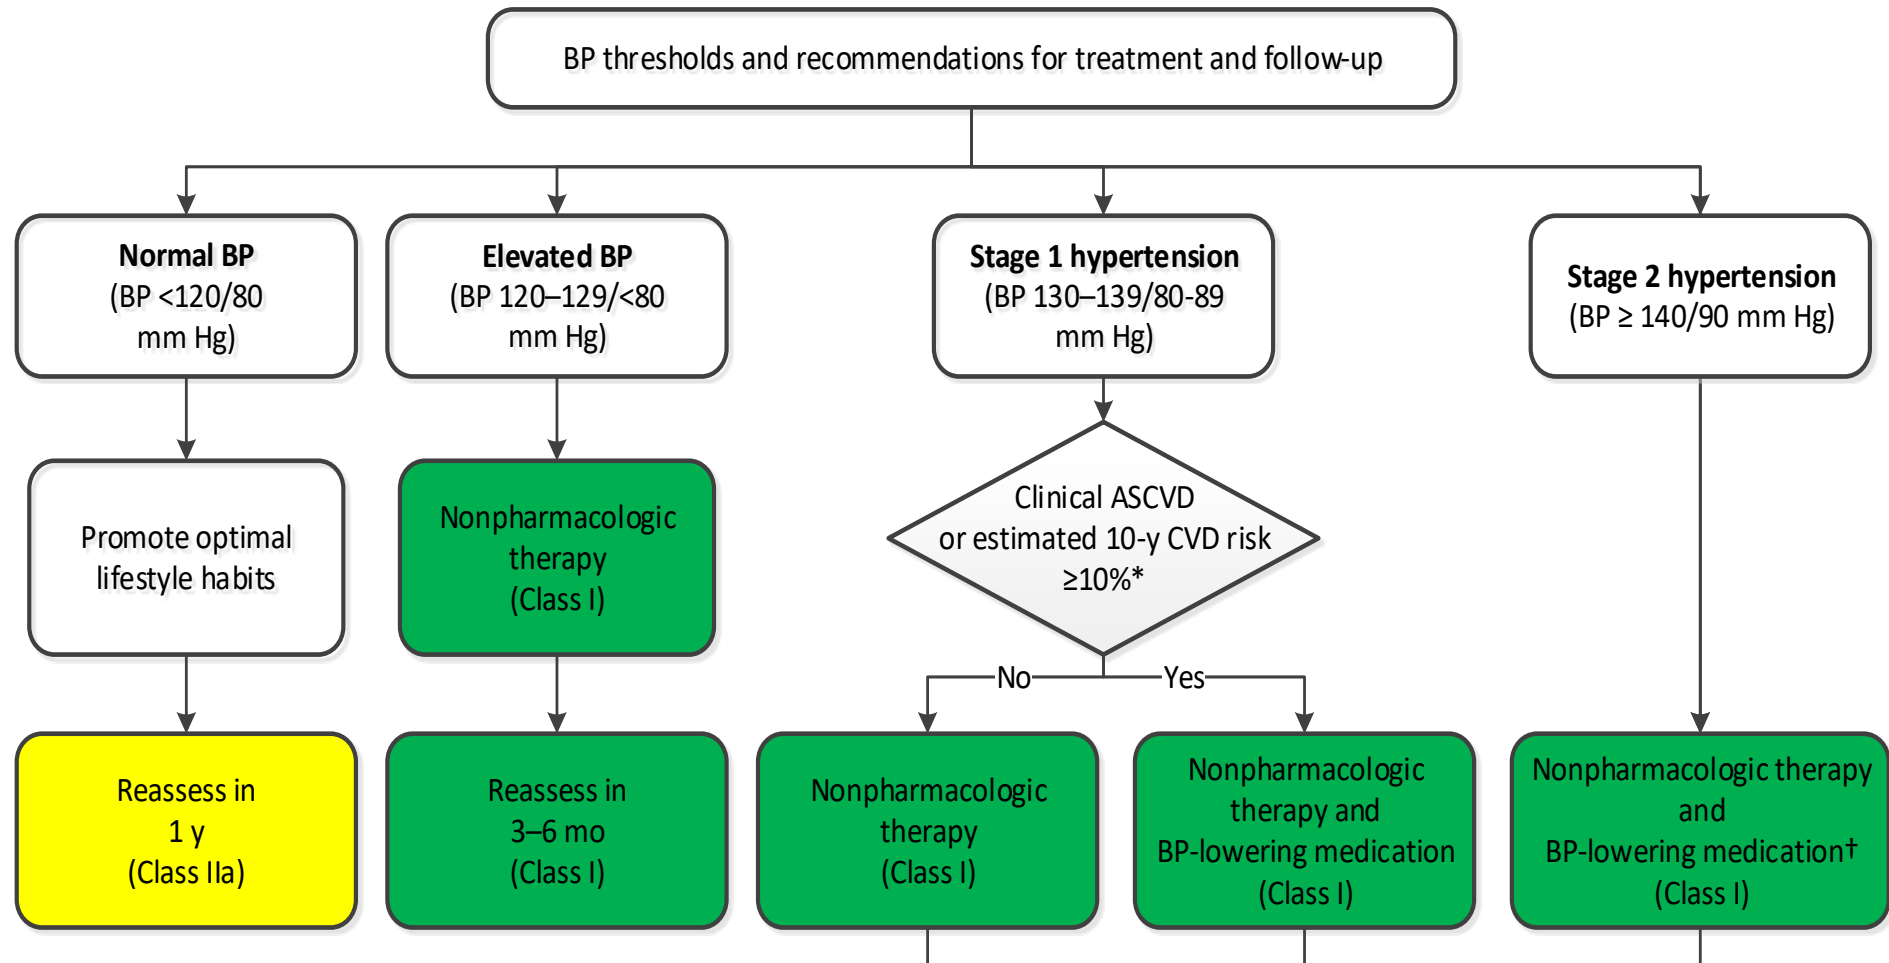 BP thresholds and recommendations for treatment and follow-up
Normal BP
(BP <120/80
mm Hg)
Elevated BP
(BP 120–129/<80
mm Hg)
Stage 1 hypertension
(BP 130–139/80-89
mm Hg)
Stage 2 hypertension
(BP ≥ 140/90 mm Hg)
Promote optimal
lifestyle habits
Nonpharmacologic
therapy
(Class I)
Clinical ASCVD
or estimated 10-y CVD risk
≥10%*
No
Yes
Reassess in
1 y
(Class IIa)
Reassess in
3–6 mo
(Class I)
Nonpharmacologic
therapy
(Class I)
Nonpharmacologic
therapy and
BP-lowering medication
(Class I)
Nonpharmacologic therapy
and
BP-lowering medication†
(Class I)